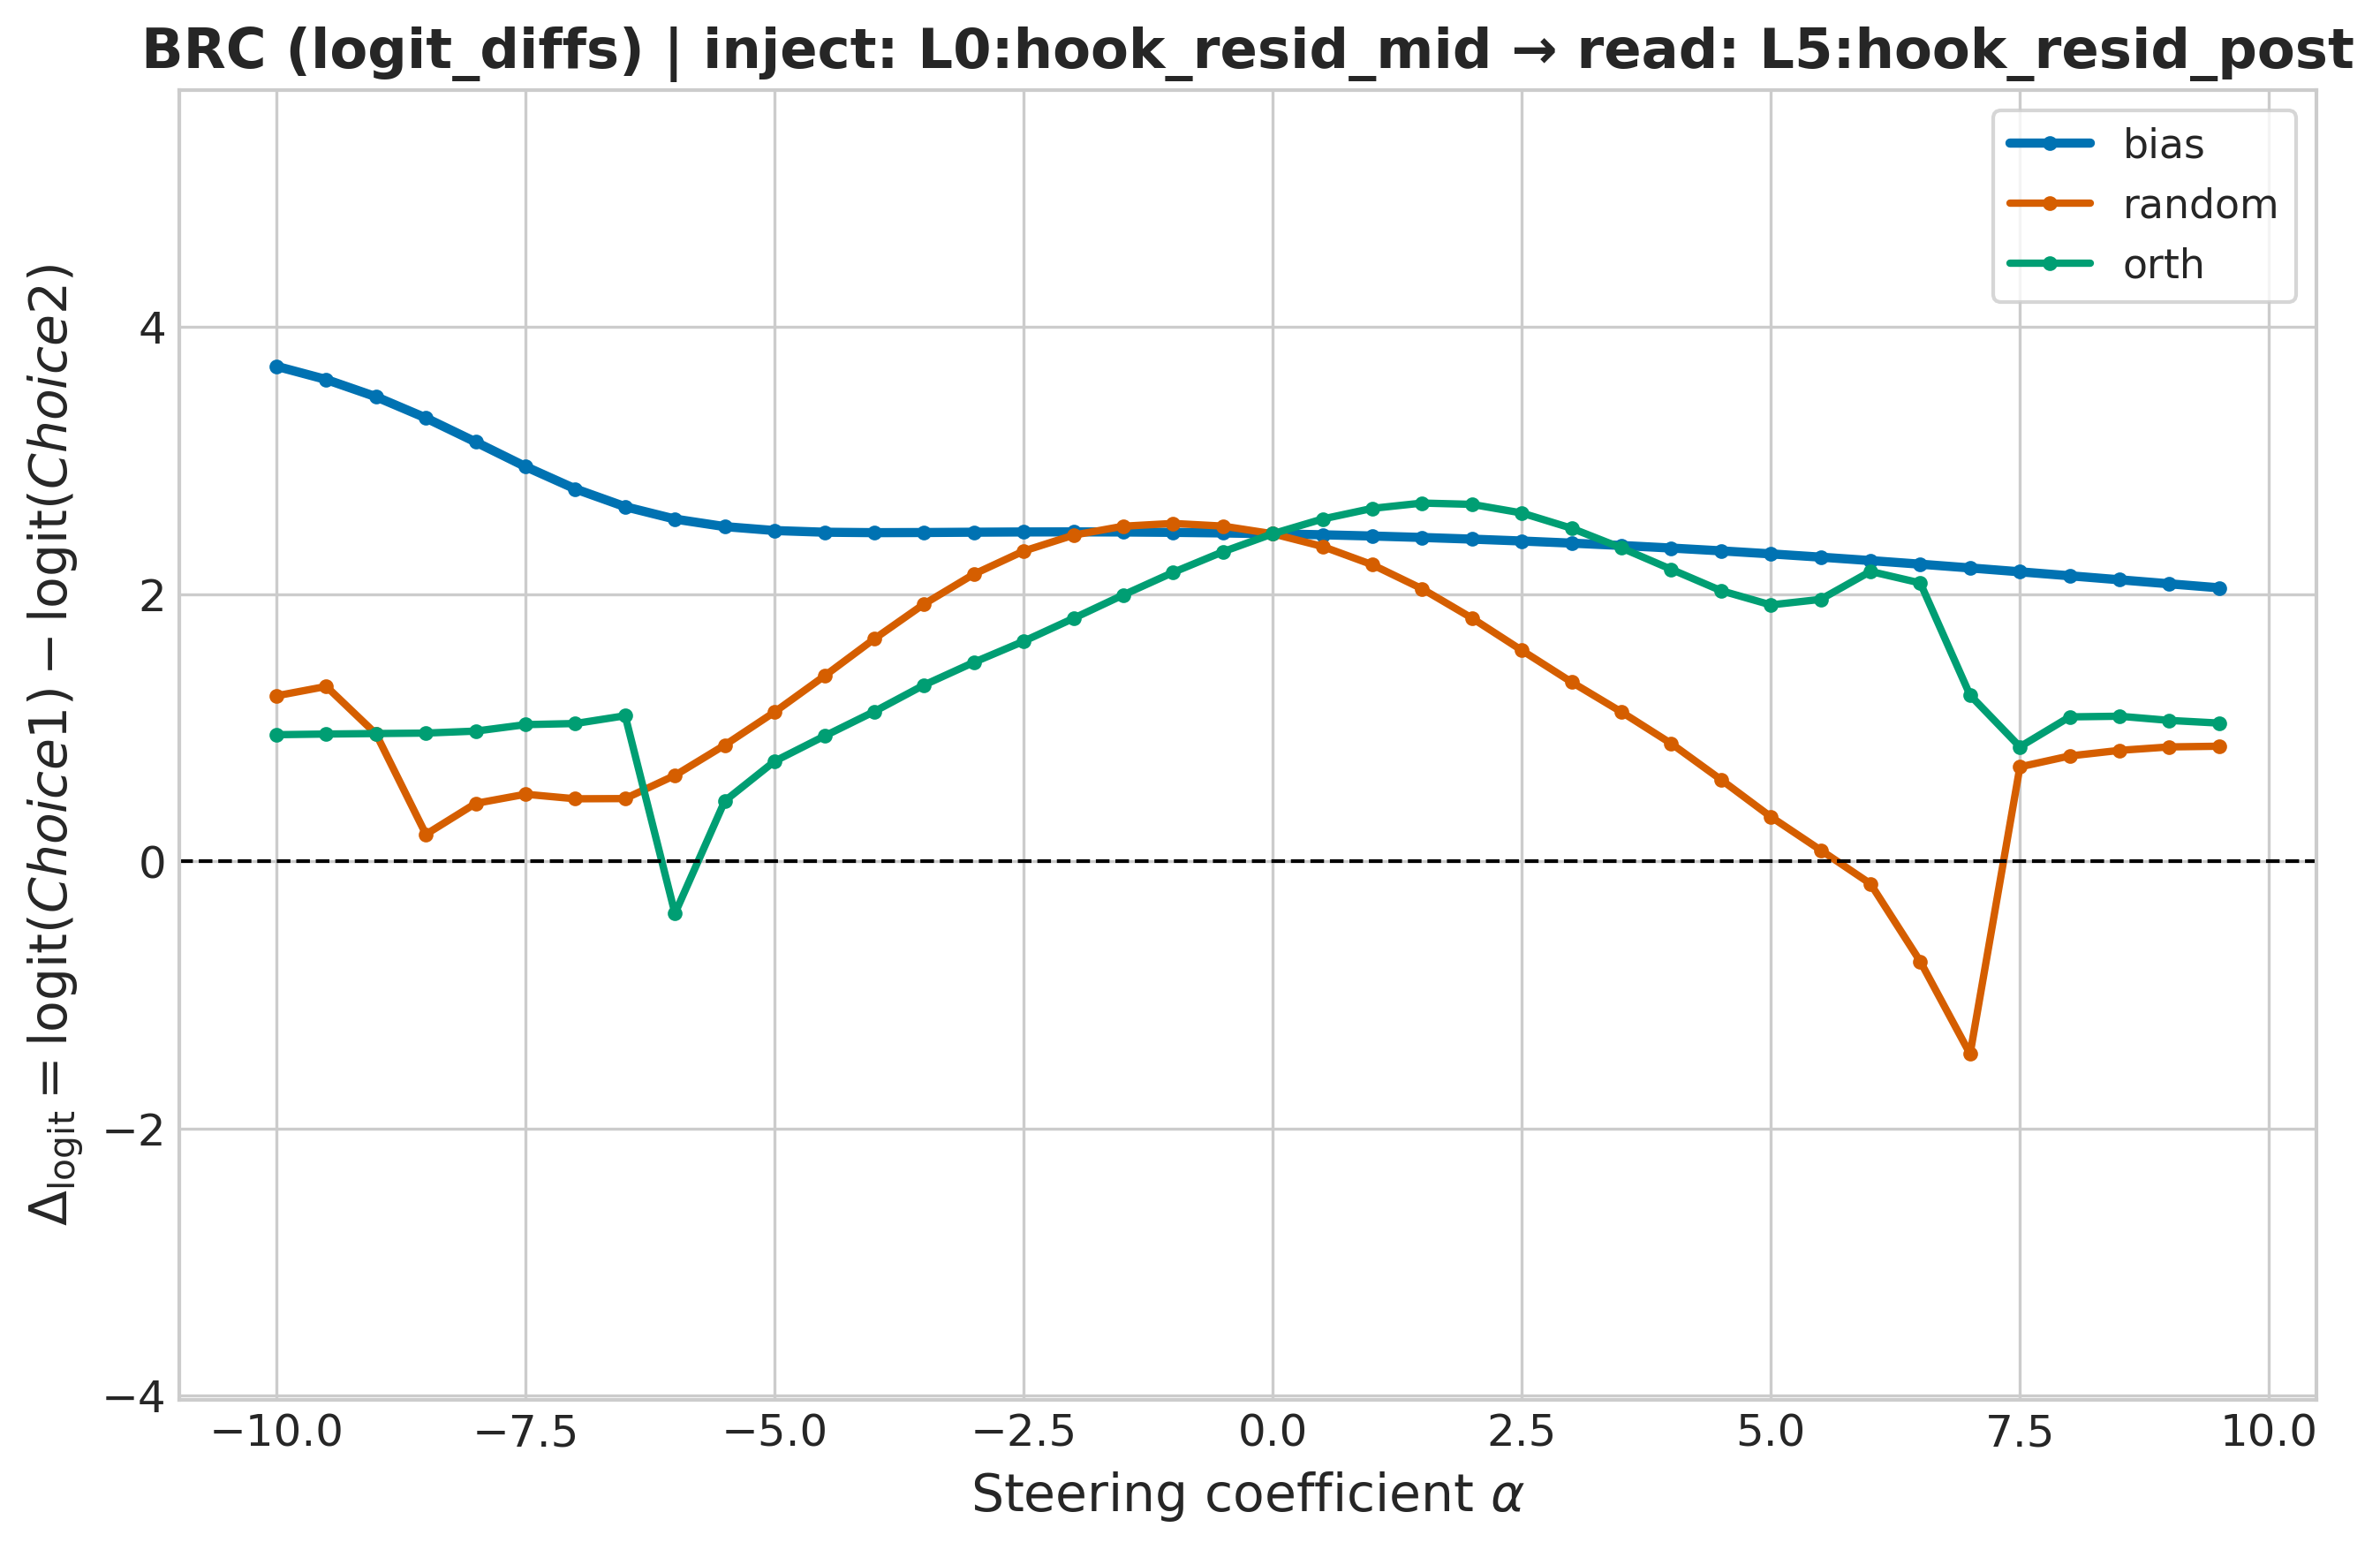 BRC (logit_diffs) | inject: L0:hook_resid_mid → read: L5:hook_resid_post
bias
random
orth
Δlogit = logit(Choice1) − logit(Choice2)
4
2
0
−2
−4
−10.0 −7.5 −5.0 −2.5 0.0 2.5 5.0 7.5 10.0
Steering coefficient α